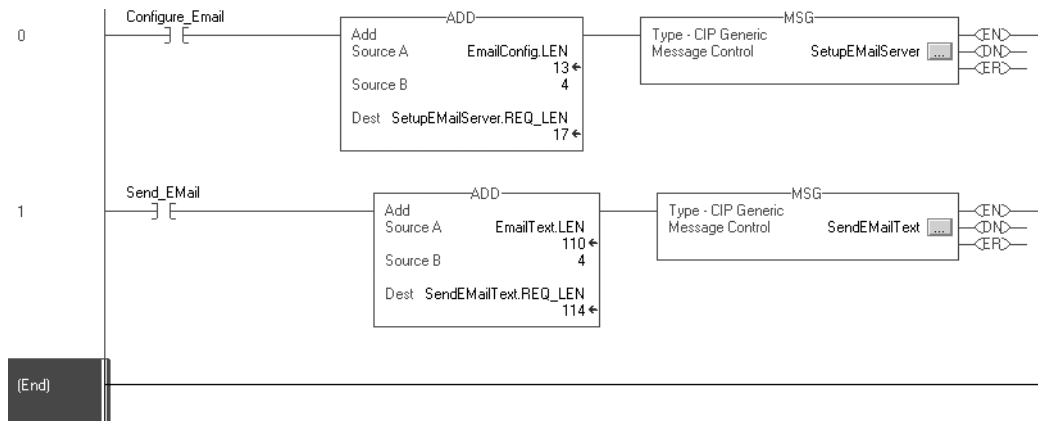 Configure_Email
0
ADD
Add
Source A EmailConfig.LEN
13
Source B 4
Dest SetupEMailServer.REQ_LEN
17
MSG
Type - CIP Generic
Message Control SetupEMailServer ...
EN
DN
ER
Send_EMail
1
ADD
Add
Source A EmailText.LEN
110
Source B 4
Dest SendEMailText.REQ_LEN
114
MSG
Type - CIP Generic
Message Control SendEMailText ...
EN
DN
ER
(End)